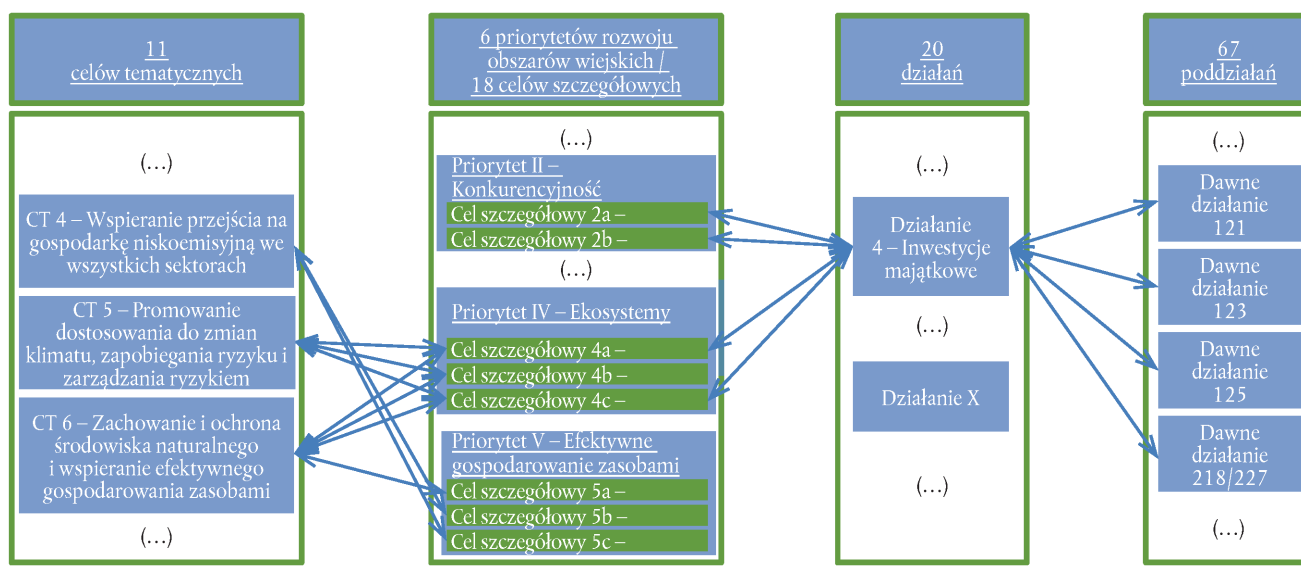 11
celów tematycznych
6 priorytetów rozwoju
obszarów wiejskich /
18 celów szczegółowych
20
działań
67
poddziałań
(…)
CT 4 – Wspieranie przejścia na
gospodarkę niskoemisyjną we
wszystkich sektorach
CT 5 – Promowanie
dostosowania do zmian
klimatu, zapobiegania ryzyku i
zarządzania ryzykiem
CT 6 – Zachowanie i ochrona
środowiska naturalnego
i wspieranie efektywnego
gospodarowania zasobami
(…)
(…)
Priorytet II –
Konkurencyjność
Cel szczegółowy 2a –
Cel szczegółowy 2b –
(…)
Priorytet IV – Ekosystemy
Cel szczegółowy 4a –
Cel szczegółowy 4b –
Cel szczegółowy 4c –
Priorytet V – Efektywne
gospodarowanie zasobami
Cel szczegółowy 5a –
Cel szczegółowy 5b –
Cel szczegółowy 5c –
(…)
Działanie
4 – Inwestycje
majątkowe
(…)
Działanie X
(…)
(…)
Dawne
działanie
121
Dawne
działanie
123
Dawne
działanie
125
Dawne
działanie
218/227
(…)